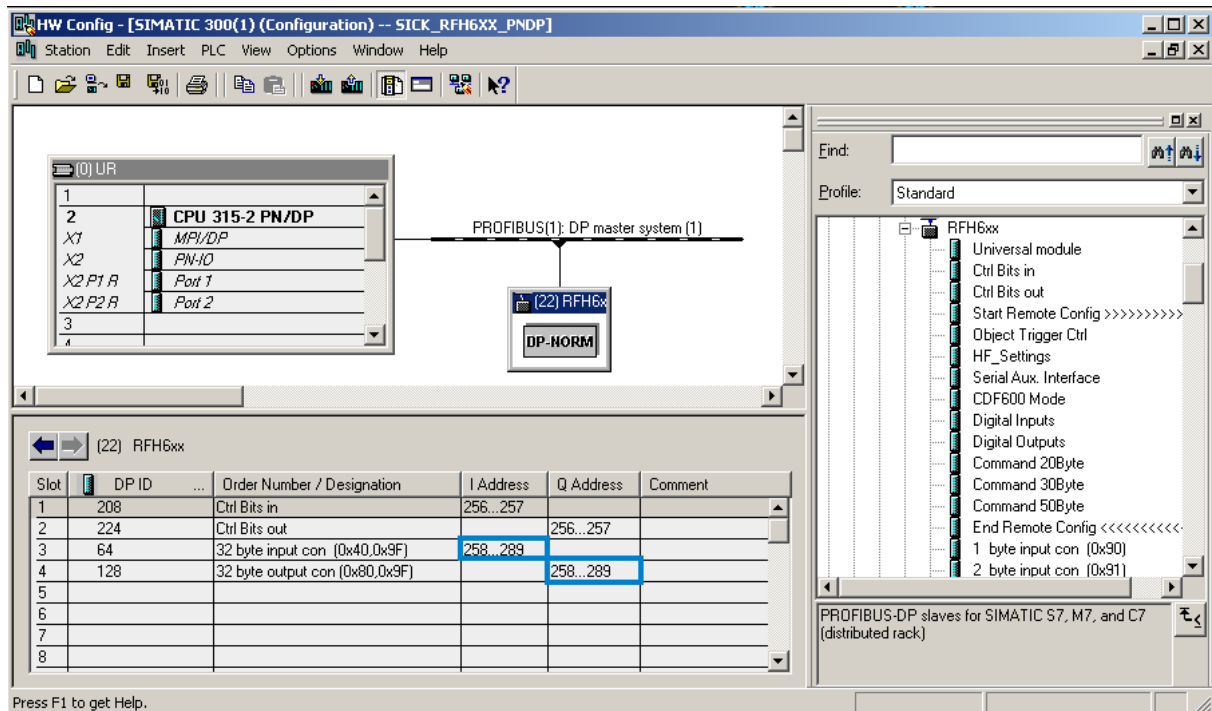 HW Config - [SIMATIC 300(1) (Configuration) -- SICK_RFH6XX_PNDP]
Station Edit Insert PLC View Options Window Help
(0) UR
1
2 CPU 315-2 PN/DP
X1 MPI/DP
X2 PN-IO
X2 P1 R Port 1
X2 P2 R Port 2
3
4
PROFIBUS(1): DP master system (1)
(22) RFH6x
DP-NORM
(22) RFH6xx
Slot DP ID ... Order Number / Designation I Address Q Address Comment
1 208 Ctrl Bits in 256...257
2 224 Ctrl Bits out 256...257
3 64 32 byte input con (0x40,0x9F) 258...289
4 128 32 byte output con (0x80,0x9F) 258...289
5
6
7
8
Find:
Profile: Standard
RFH6xx
Universal module
Ctrl Bits in
Ctrl Bits out
Start Remote Config >>>>>>>>>>
Object Trigger Ctrl
HF_Settings
Serial Aux. Interface
CDF600 Mode
Digital Inputs
Digital Outputs
Command 20Byte
Command 30Byte
Command 50Byte
End Remote Config <<<<<<<<<<
1 byte input con (0x90)
2 byte input con (0x91)
PROFIBUS-DP slaves for SIMATIC S7, M7, and C7
(distributed rack)
Press F1 to get Help.